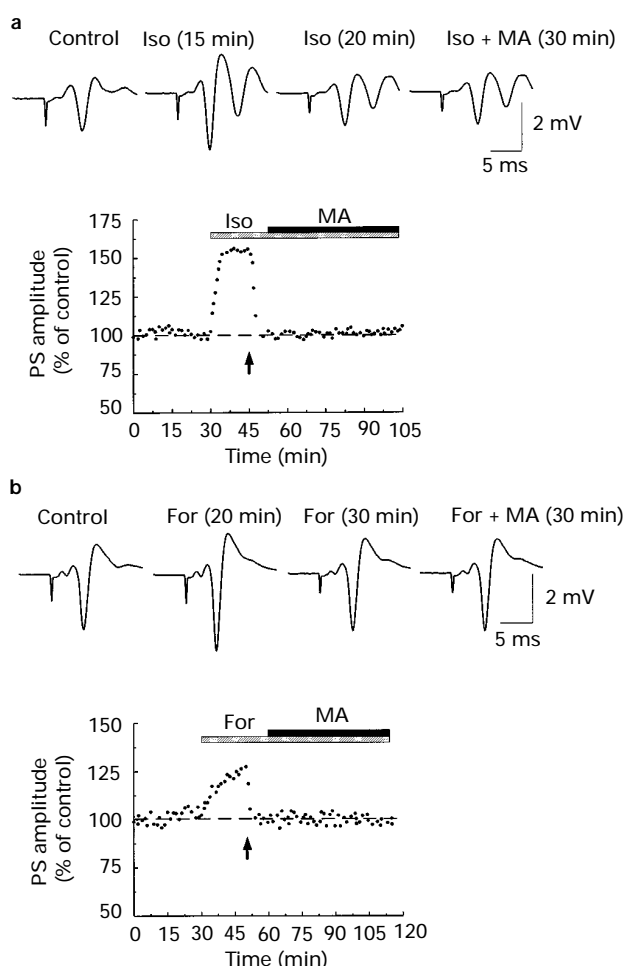 a
Control Iso (15 min) Iso (20 min) Iso + MA (30 min)
2 mV
5 ms
175
150
125
100
75
50
PS amplitude
(% of control)
Iso MA
0 15 30 45 60 75 90 105
Time (min)
b
Control For (20 min) For (30 min) For + MA (30 min)
2 mV
5 ms
150
125
100
75
50
PS amplitude
(% of control)
For MA
0 15 30 45 60 75 90 105 120
Time (min)